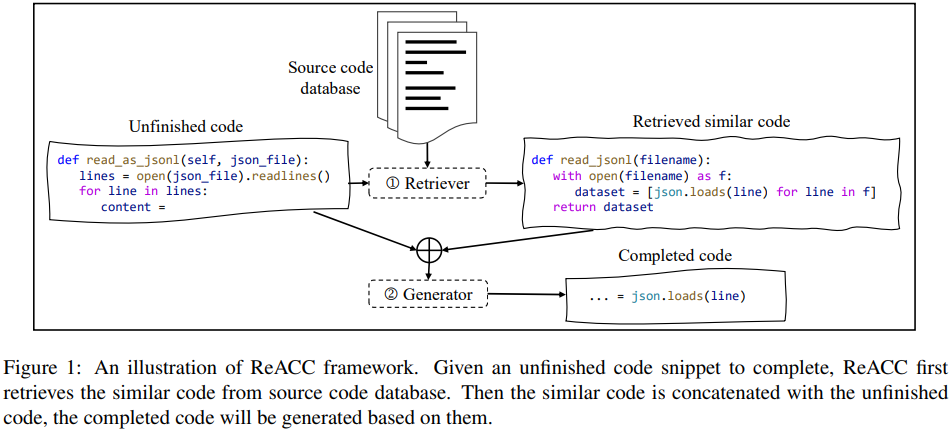 Source code
database
Unfinished code
def read_as_jsonl(self, json_file):
lines = open(json_file).readlines()
for line in lines:
content =
① Retriever
Retrieved similar code
def read_jsonl(filename):
with open(filename) as f:
dataset = [json.loads(line) for line in f]
return dataset
② Generator
Completed code
... = json.loads(line)
Figure 1: An illustration of ReACC framework. Given an unfinished code snippet to complete, ReACC first
retrieves the similar code from source code database. Then the similar code is concatenated with the unfinished
code, the completed code will be generated based on them.